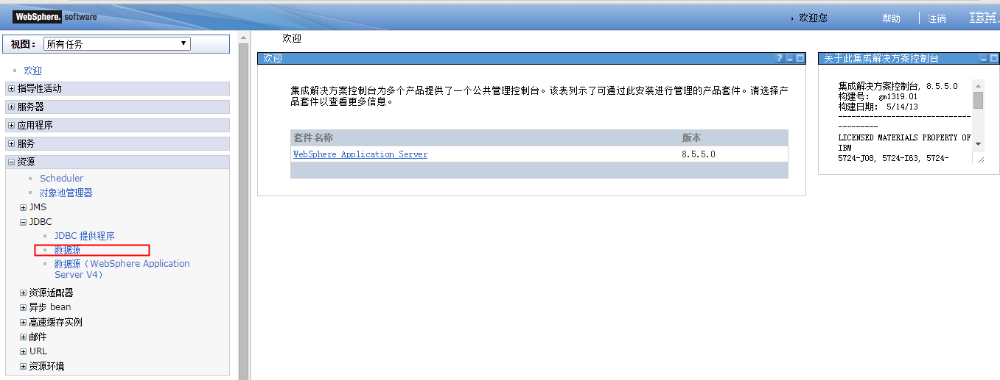 WebSphere. software
，欢迎您 帮助 注销 IBM.
视图： 所有任务
欢迎
指导性活动
服务器
应用程序
服务
资源
Scheduler
对象池管理器
JMS
JDBC
JDBC 提供程序
数据源
数据源（WebSphere Application
Server V4）
资源适配器
异步 bean
高速缓存实例
邮件
URL
资源环境
欢迎
欢迎
集成解决方案控制台为多个产品提供了一个公共管理控制台。该表列示了可通过此安装进行管理的产品套件。请选择产
品套件以查看更多信息。
套件名称 版本
WebSphere Application Server 8.5.5.0
关于此集成解决方案控制台
集成解决方案控制台, 8.5.5.0
构建号： gm1319.01
构建日期： 5/14/13
-------------------------------
---------
LICENSED MATERIALS PROPERTY OF
IBM
5724-J08, 5724-I63, 5724-